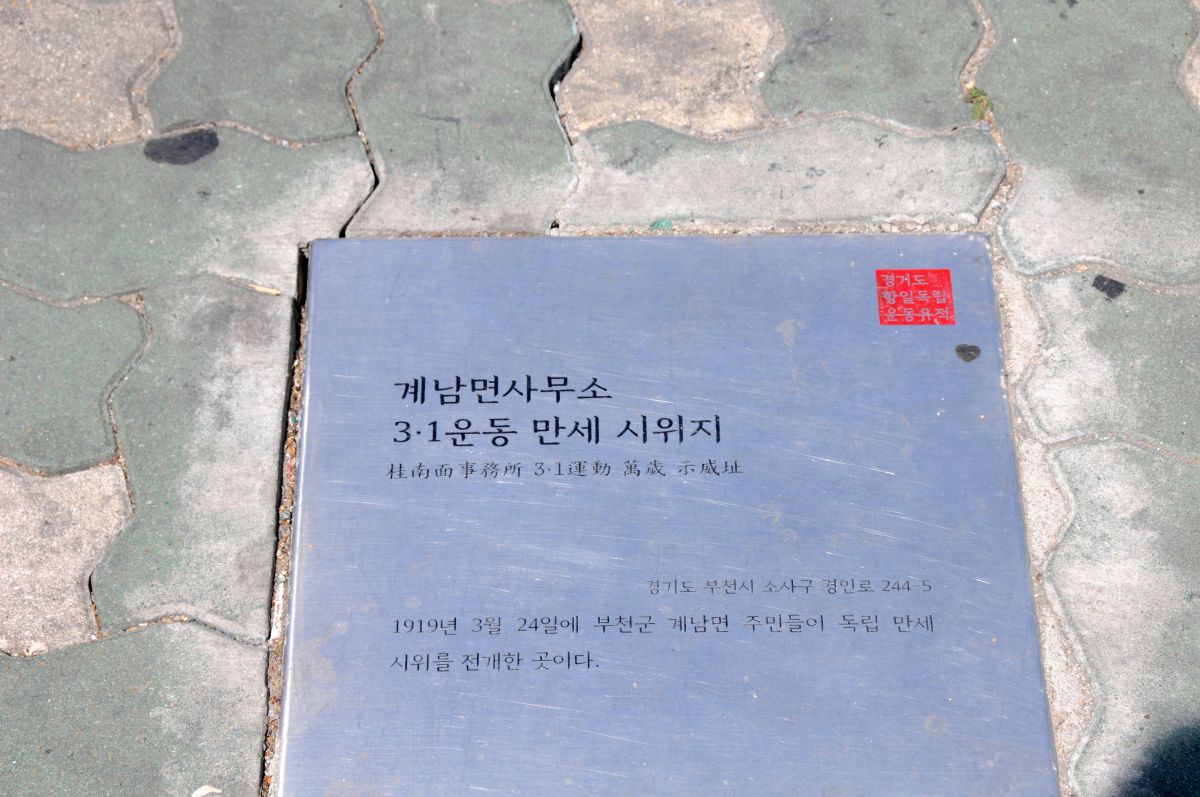 경기도
항일독립
운동유적
계남면사무소
3·1운동 만세 시위지
桂南面事務所 3·1運動 萬歲 示威址
경기도 부천시 소사구 경인로 244-5
1919년 3월 24일에 부천군 계남면 주민들이 독립 만세
시위를 전개한 곳이다.